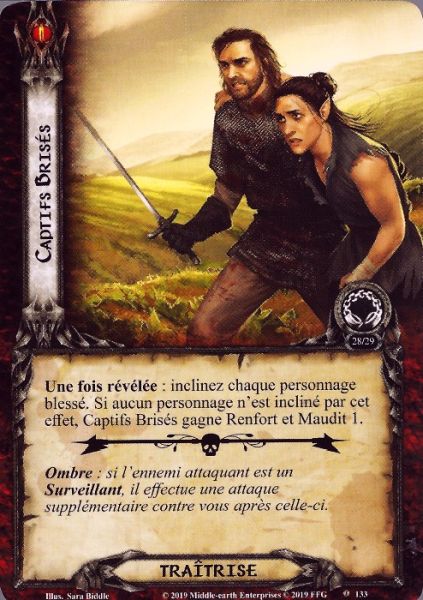 CAPTIFS BRISÉS
28/29
Une fois révélée : inclinez chaque personnage
blessé. Si aucun personnage n'est incliné par cet
effet, Captifs Brisés gagne Renfort et Maudit 1.
Ombre : si l'ennemi attaquant est un
Surveillant, il effectue une attaque
supplémentaire contre vous après celle-ci.
TRAÎTRISE
Illus. Sara Biddle © 2019 Middle-earth Enterprises © 2019 FFG 133